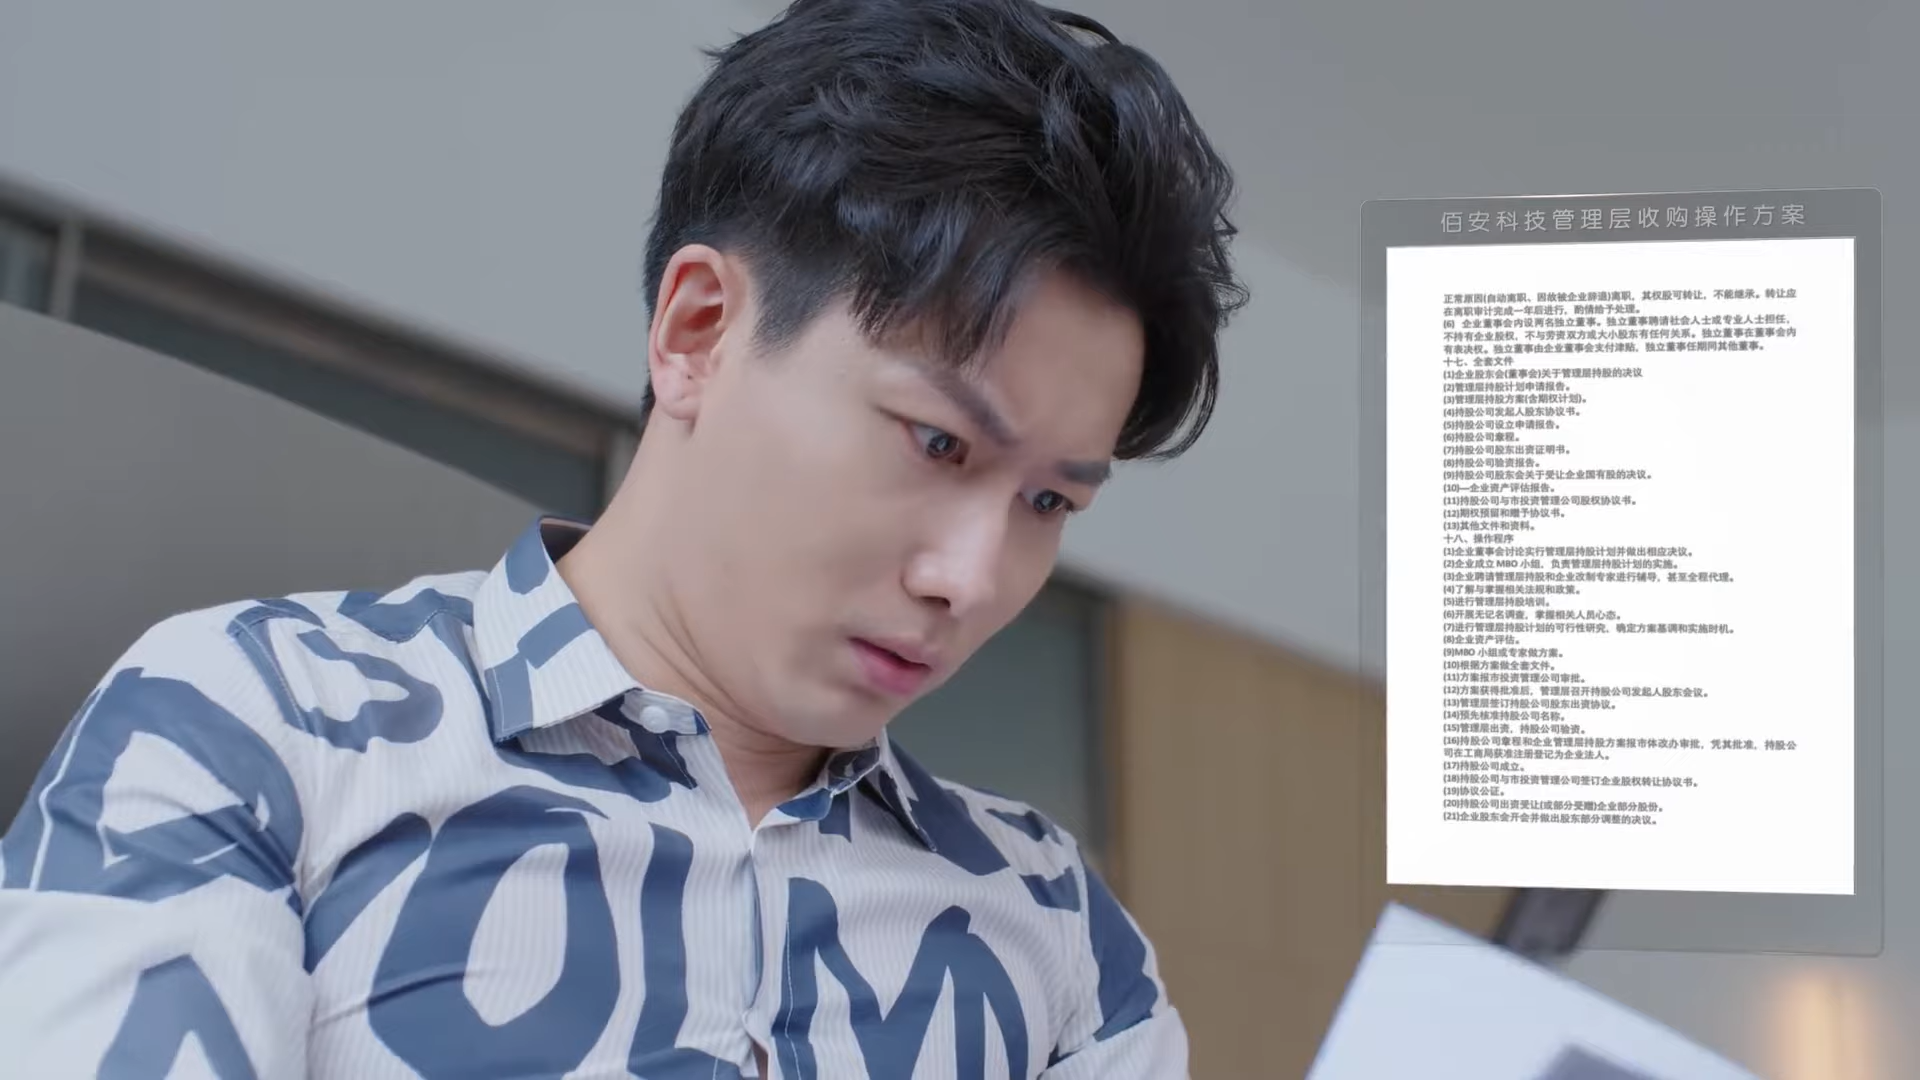 佰安科技管理层收购操作方案
正常原因(自动离职、因故被企业辞退)离职，其权股可转让，不能继承。转让应
在离职审计完成一年后进行，酌情给予处理。
(6) 企业董事会内设两名独立董事。独立董事聘请社会人士或专业人士担任，
不持有企业股权，不与劳资双方或大小股东有任何关系。独立董事在董事会内
有表决权。独立董事由企业董事会支付津贴，独立董事任期同其他董事。
十七、全套文件
(1)企业股东会(董事会)关于管理层持股的决议
(2)管理层持股计划申请报告。
(3)管理层持股方案(含期权计划)。
(4)持股公司发起人股东协议书。
(5)持股公司设立申请报告。
(6)持股公司章程。
(7)持股公司股东出资证明书。
(8)持股公司验资报告。
(9)持股公司股东会关于受让企业国有股的决议。
(10)—企业资产评估报告。
(11)持股公司与市投资管理公司股权协议书。
(12)期权预留和赠予协议书。
(13)其他文件和资料。
十八、操作程序
(1)企业董事会讨论实行管理层持股计划并做出相应决议。
(2)企业成立 MBO 小组，负责管理层持股计划的实施。
(3)企业聘请管理层持股和企业改制专家进行辅导，甚至全程代理。
(4)了解与掌握相关法规和政策。
(5)进行管理层持股培训。
(6)开展无记名调查，掌握相关人员心态。
(7)进行管理层持股计划的可行性研究，确定方案基调和实施时机。
(8)企业资产评估。
(9)MBO 小组或专家做方案。
(10)根据方案做全套文件。
(11)方案报市投资管理公司审批。
(12)方案获得批准后，管理层召开持股公司发起人股东会议。
(13)管理层签订持股公司股东出资协议。
(14)预先核准持股公司名称。
(15)管理层出资，持股公司验资。
(16)持股公司章程和企业管理层持股方案报市体改办审批，凭其批准，持股公
司在工商局获准注册登记为企业法人。
(17)持股公司成立。
(18)持股公司与市投资管理公司签订企业股权转让协议书。
(19)协议公证。
(20)持股公司出资受让(或部分受赠)企业部分股份。
(21)企业股东会开会并做出股东部分调整的决议。